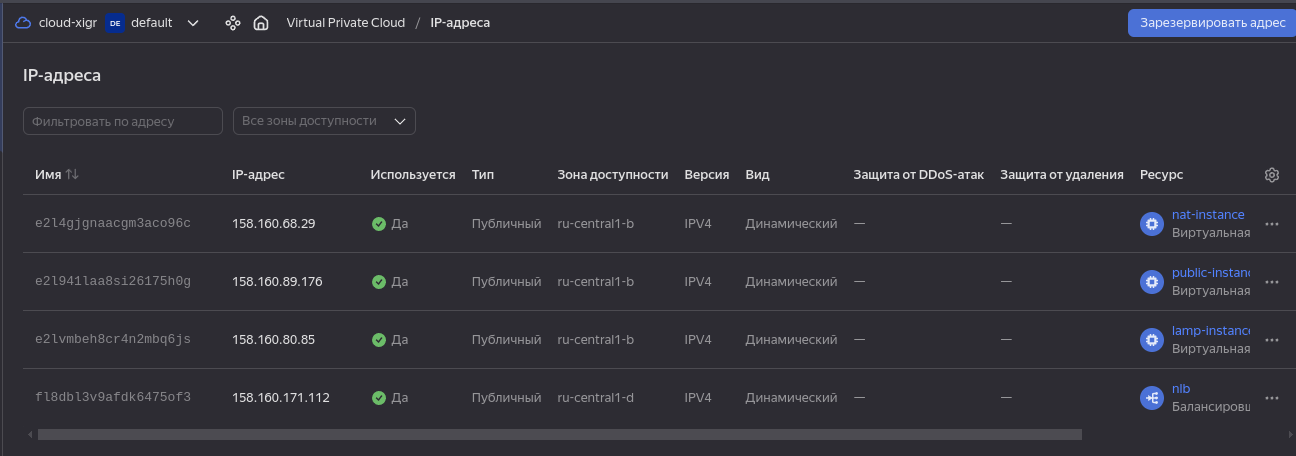 cloud-xigr DE default Virtual Private Cloud / IP-адреса Зарезервировать адрес
IP-адреса
Фильтровать по адресу Все зоны доступности
Имя IP-адрес Используется Тип Зона доступности Версия Вид Защита от DDoS-атак Защита от удаления Ресурс
e2l4gjgnaacgm3aco96c 158.160.68.29 Да Публичный ru-central1-b IPV4 Динамический — — nat-instance
Виртуальная
e2l941laa8si26175h0g 158.160.89.176 Да Публичный ru-central1-b IPV4 Динамический — — public-instanc
Виртуальная
e2lvmbeh8cr4n2mbq6js 158.160.80.85 Да Публичный ru-central1-b IPV4 Динамический — — lamp-instance
Виртуальная
fl8dbl3v9afdk6475of3 158.160.171.112 Да Публичный ru-central1-d IPV4 Динамический — — nlb
Балансировщ